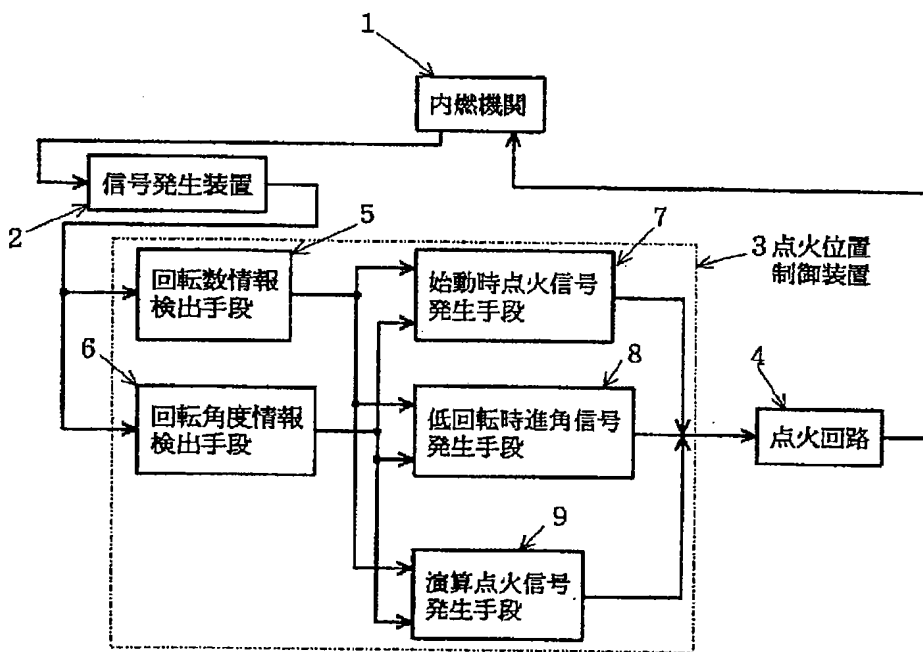 1
内燃機関
信号発生装置
2
5
7
回転数情報
検出手段
始動時点火信号
発生手段
3 点火位置
制御装置
6
8
4
回転角度情報
検出手段
低回転時進角信号
発生手段
点火回路
9
演算点火信号
発生手段